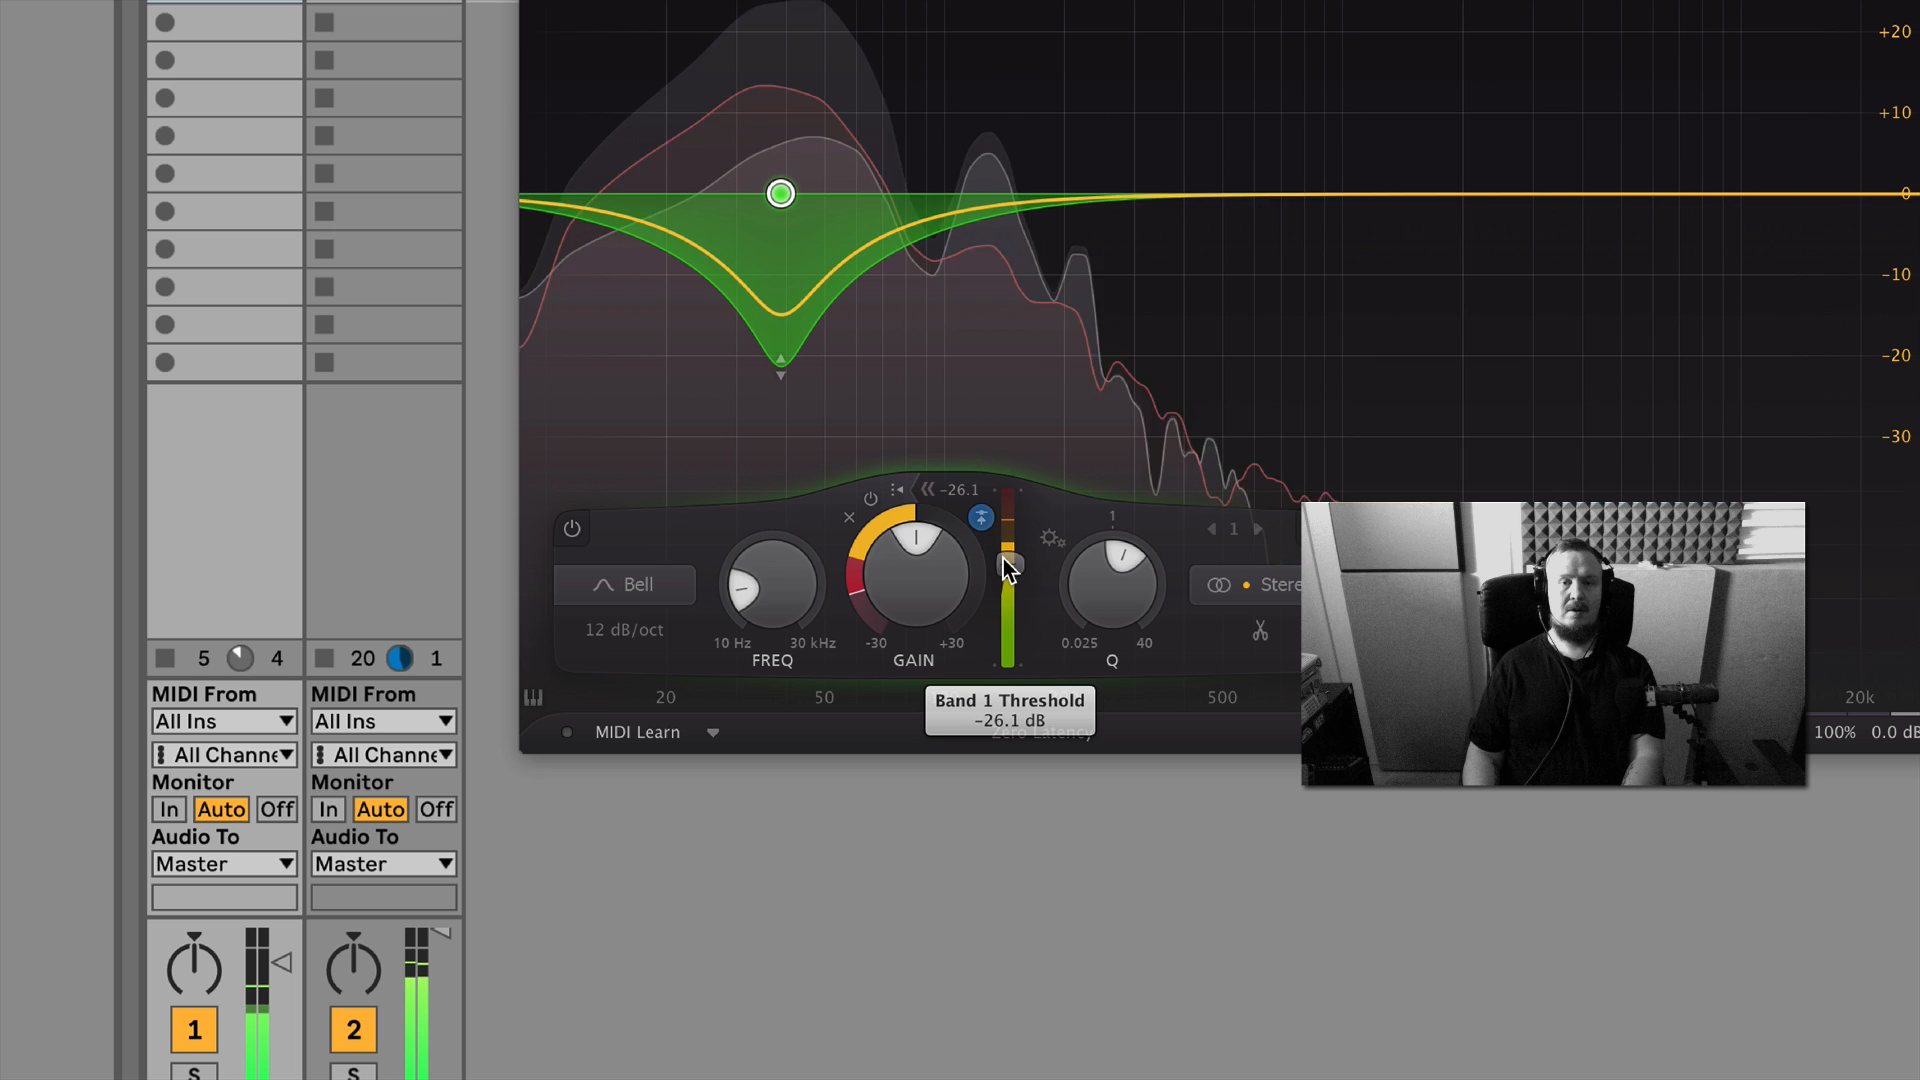 +20
+10
0
-10
-20
-30
-26.1
1
1
Bell
Stere
12 dB/oct
10 Hz 30 kHz
FREQ
-30 +30
GAIN
0.025 40
Q
20 50 500 20k
Band 1 Threshold
-26.1 dB
MIDI Learn
Zero Latency
100% 0.0 dB
5 4
20 1
MIDI From
All Ins
All Channe
Monitor
In Auto Off
Audio To
Master
1
S
MIDI From
All Ins
All Channe
Monitor
In Auto Off
Audio To
Master
2
S